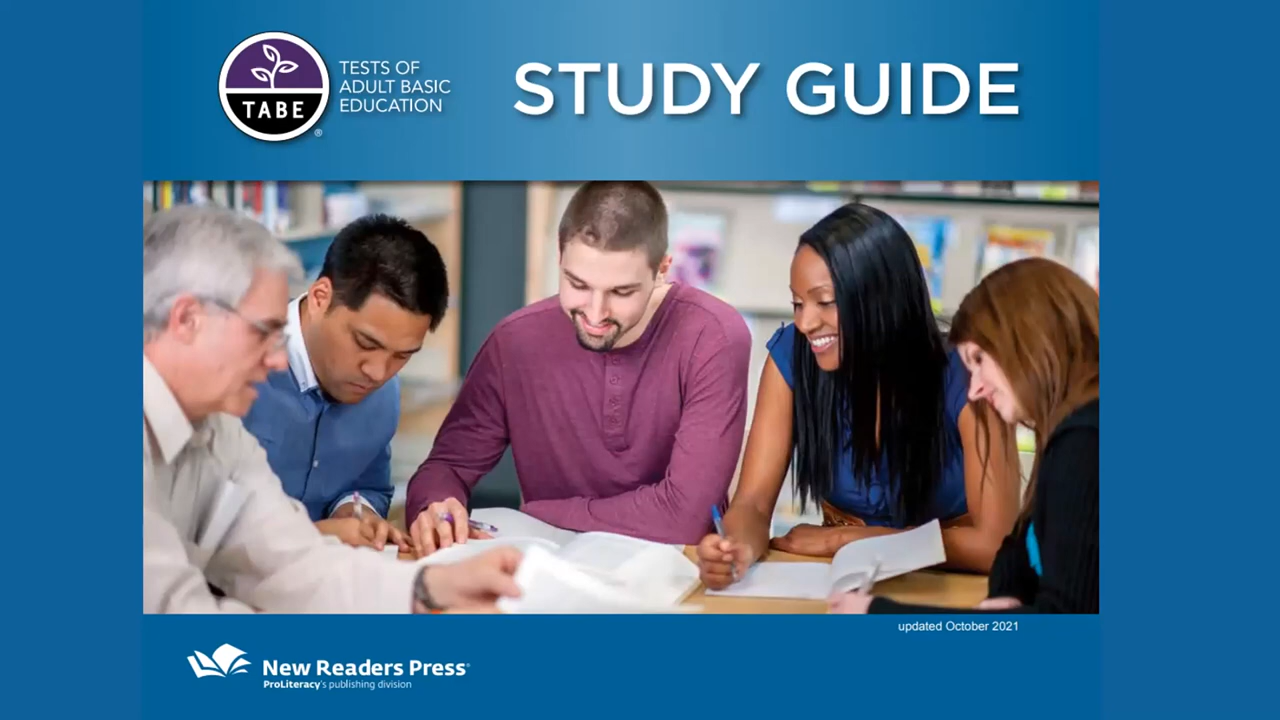 TABE
®
TESTS OF
ADULT BASIC
EDUCATION
STUDY GUIDE
updated October 2021
New Readers Press®
ProLiteracy's publishing division